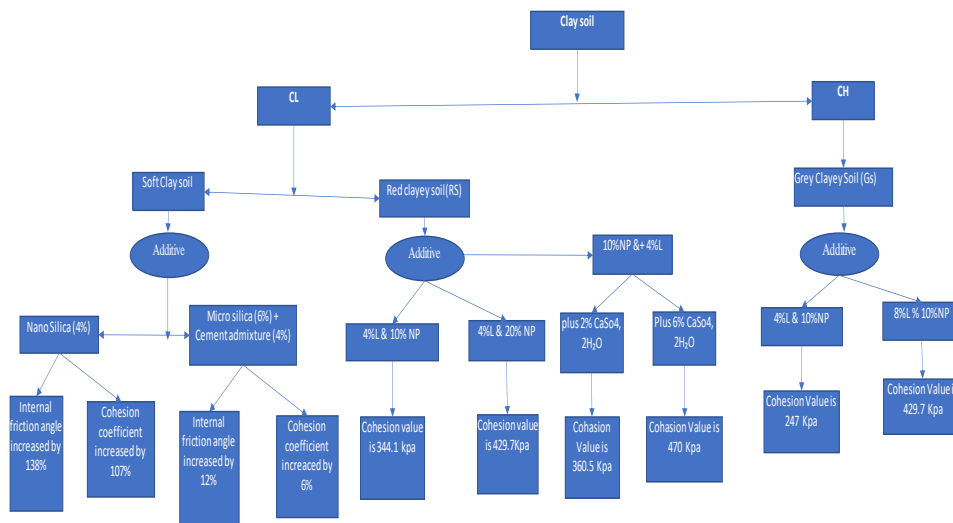 Clay soil
CL
CH
Soft Clay soil
Red clayey soil(RS)
Grey Clayey Soil (Gs)
Additive
Additive
10%NP &+ 4%L
Additive
Nano Silica (4%)
Micro silica (6%) +
Cement admixture (4%)
4%L & 10% NP
4%L & 20% NP
plus 2% CaSo4,
2H₂O
Plus 6% CaSo4,
2H₂O
4%L & 10%NP
8%L % 10%NP
Internal
friction angle
increased by
138%
Cohesion
coefficient
increased by
107%
Internal
friction angle
increased by
12%
Cohesion
coefficient
increaced by
6%
Cohesion value
is 344.1 kpa
Cohesion value
is 429.7Kpa
Cohasion
Value is
360.5 Kpa
Cohasion Value is
470 Kpa
Cohesion Value is
247 Kpa
Cohesion Value is
429.7 Kpa